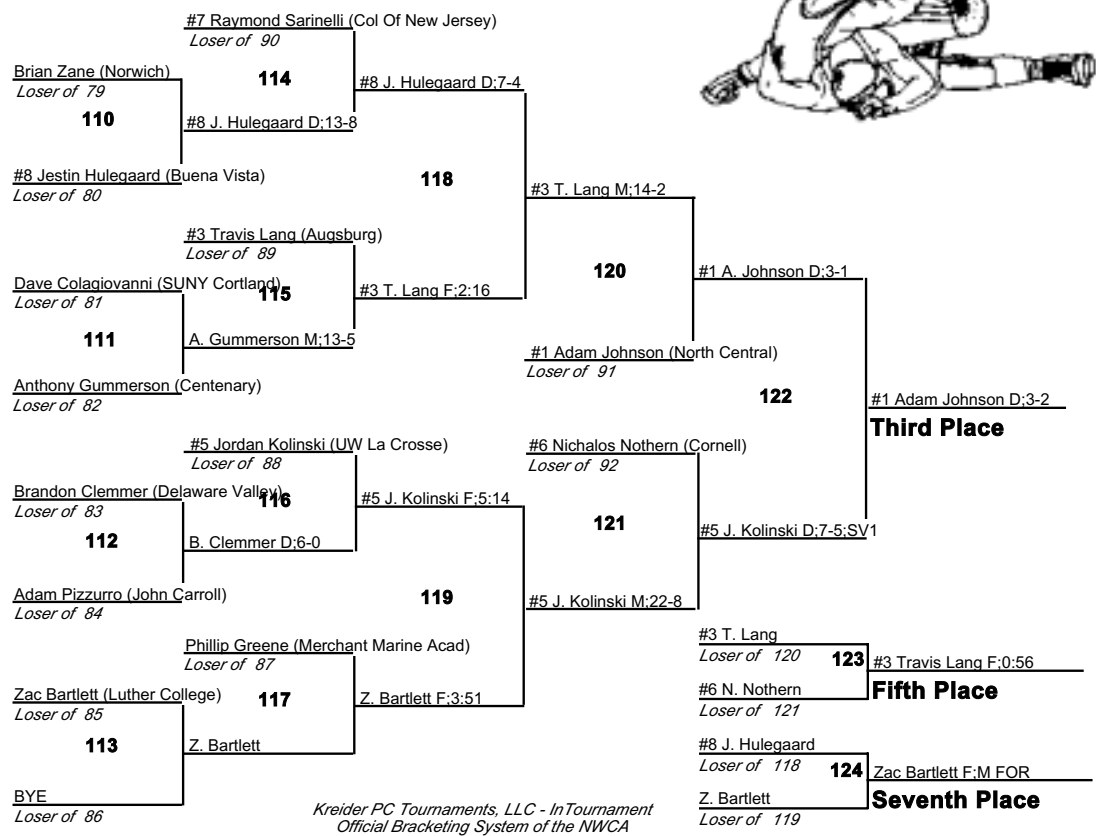 #7 Raymond Sarinelli (Col Of New Jersey)
Loser of 90
Brian Zane (Norwich)
Loser of 79
114
#8 J. Hulegaard D;7-4
110
#8 J. Hulegaard D;13-8
#8 Jestin Hulegaard (Buena Vista)
Loser of 80
118
#3 T. Lang M;14-2
#3 Travis Lang (Augsburg)
Loser of 89
Dave Colagiovanni (SUNY Cortland)
Loser of 81
115
#3 T. Lang F;2:16
120
#1 A. Johnson D;3-1
111
A. Gummerson M;13-5
#1 Adam Johnson (North Central)
Loser of 91
Anthony Gummerson (Centenary)
Loser of 82
122
#1 Adam Johnson D;3-2
Third Place
#5 Jordan Kolinski (UW La Crosse)
Loser of 88
#6 Nichalos Nothern (Cornell)
Loser of 92
Brandon Clemmer (Delaware Valley)
Loser of 83
116
#5 J. Kolinski F;5:14
121
#5 J. Kolinski D;7-5;SV1
112
B. Clemmer D;6-0
Adam Pizzurro (John Carroll)
Loser of 84
119
#5 J. Kolinski M;22-8
Phillip Greene (Merchant Marine Acad)
Loser of 87
#3 T. Lang
Loser of 120
123
#3 Travis Lang F;0:56
Fifth Place
#6 N. Nothern
Loser of 121
Zac Bartlett (Luther College)
Loser of 85
117
Z. Bartlett F;3:51
113
Z. Bartlett
#8 J. Hulegaard
Loser of 118
124
Zac Bartlett F;M FOR
Seventh Place
Z. Bartlett
Loser of 119
BYE
Loser of 86
Kreider PC Tournaments, LLC - InTournament
Official Bracketing System of the NWCA